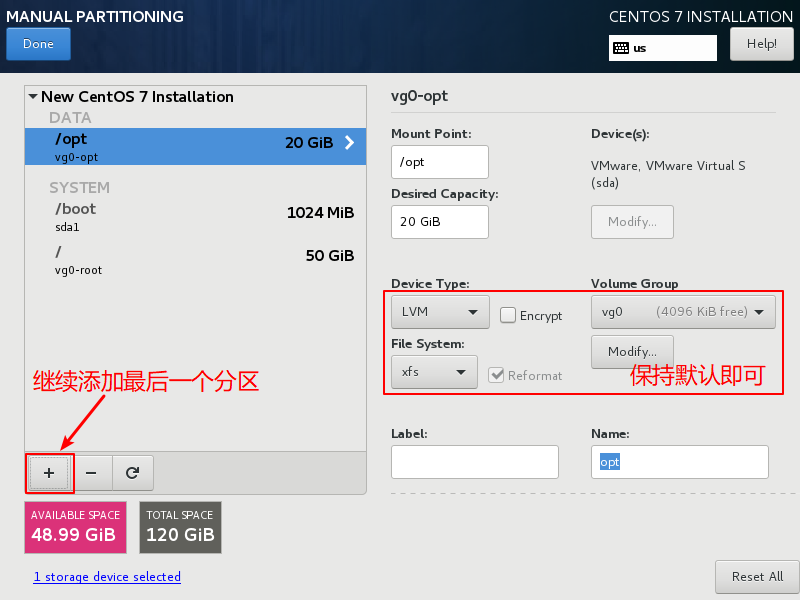 MANUAL PARTITIONING
CENTOS 7 INSTALLATION
Done
us
Help!
New CentOS 7 Installation
DATA
/opt
20 GiB
vg0-opt
SYSTEM
/boot
1024 MiB
sda1
/
50 GiB
vg0-root
继续添加最后一个分区
+ −
AVAILABLE SPACE
48.99 GiB
TOTAL SPACE
120 GiB
1 storage device selected
vg0-opt
Mount Point:
/opt
Device(s):
VMware, VMware Virtual S
(sda)
Desired Capacity:
20 GiB
Modify...
Device Type:
LVM
Encrypt
Volume Group
vg0 (4096 KiB free)
File System:
xfs
Reformat
Modify...
保持默认即可
Label:
Name:
opt
Reset All